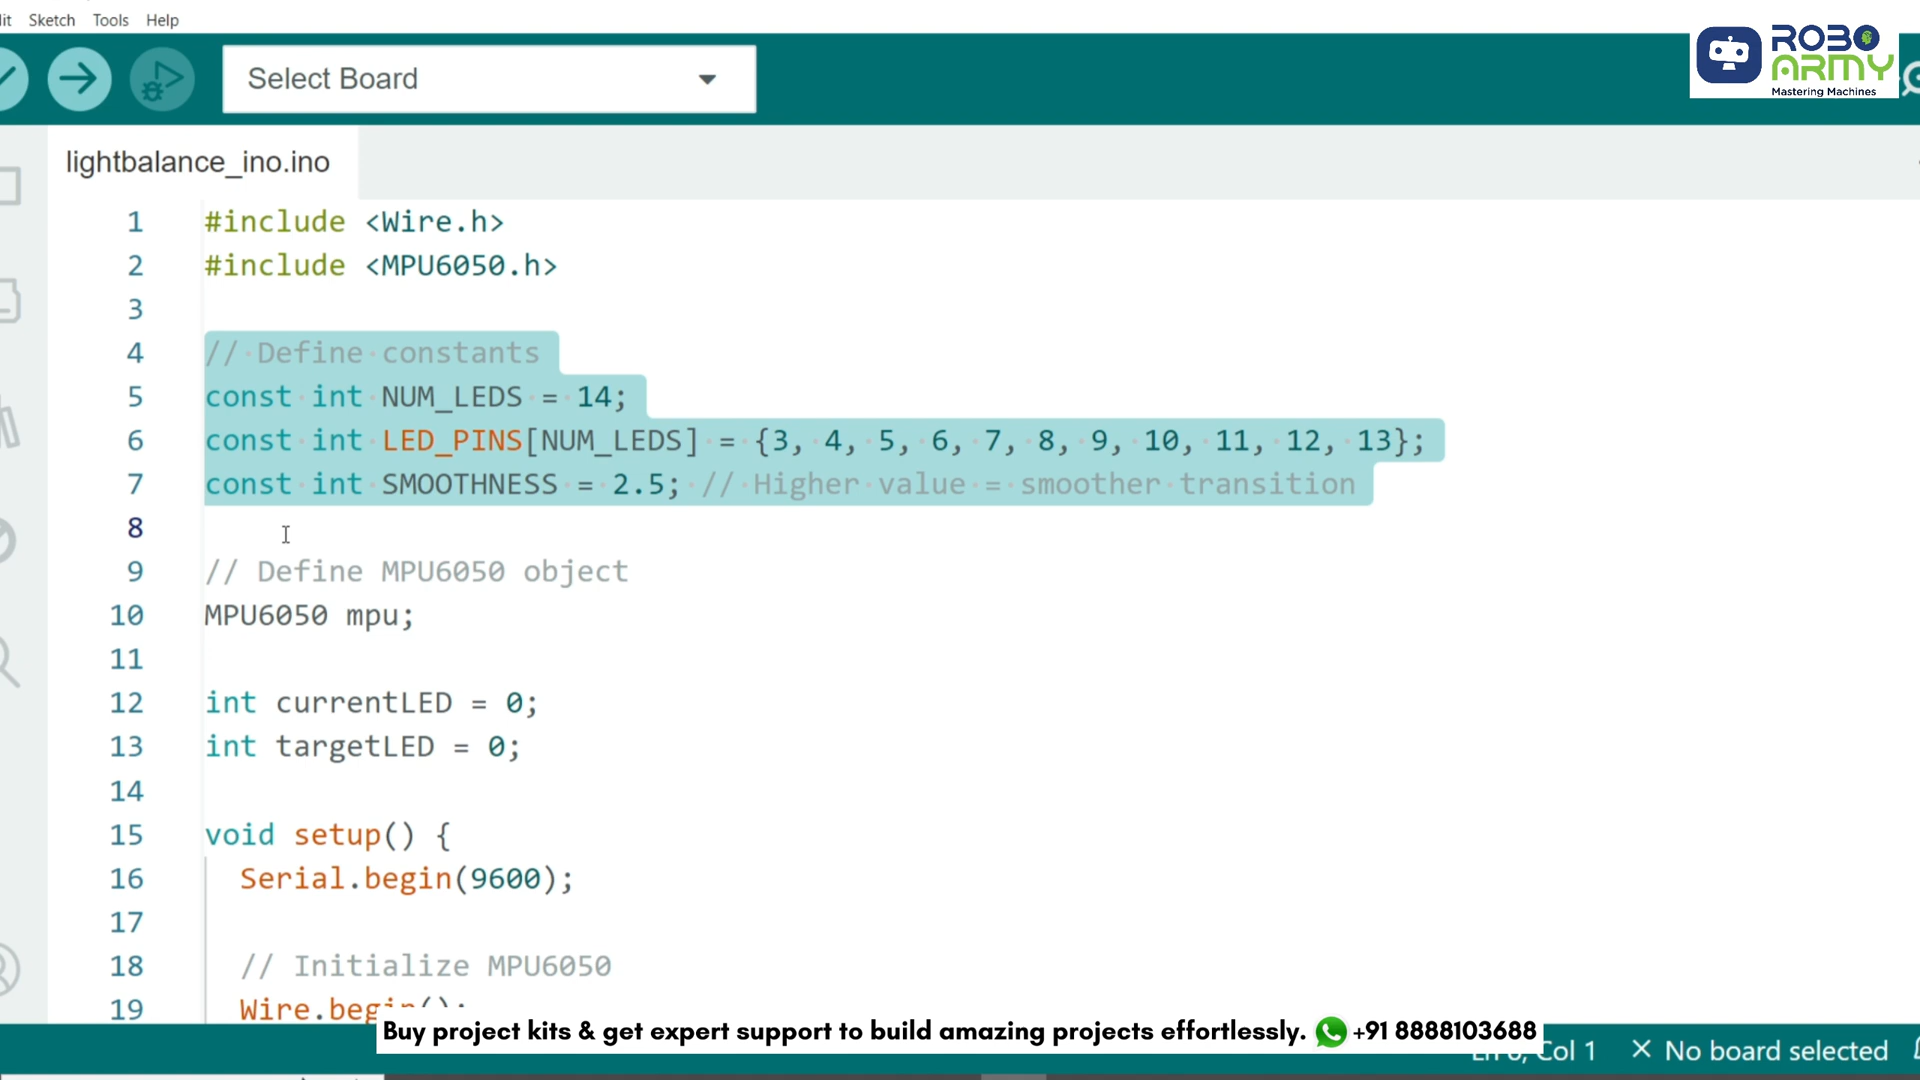 Sketch Tools Help
Select Board
ROBO
ARMY
Mastering Machines
lightbalance_ino.ino
1 #include <Wire.h>
2 #include <MPU6050.h>
3
4 // Define constants
5 const int NUM_LEDS = 14;
6 const int LED_PINS[NUM_LEDS] = {3, 4, 5, 6, 7, 8, 9, 10, 11, 12, 13};
7 const int SMOOTHNESS = 2.5; // Higher value = smoother transition
8
9 // Define MPU6050 object
10 MPU6050 mpu;
11
12 int currentLED = 0;
13 int targetLED = 0;
14
15 void setup() {
16 Serial.begin(9600);
17
18 // Initialize MPU6050
19 Wire.begin();
Buy project kits & get expert support to build amazing projects effortlessly. +91 8888103688
Col 1 No board selected